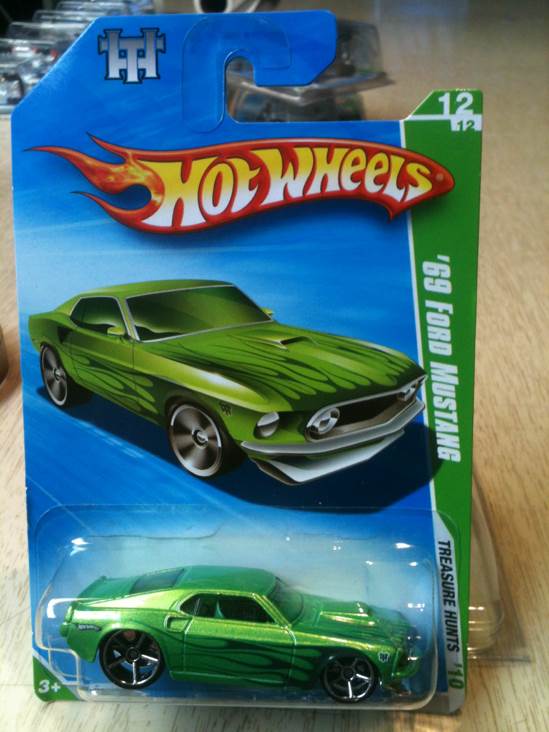 TH
12
12
HOT WHEELS
'69 FORD MUSTANG
TREASURE HUNTS '10
3+